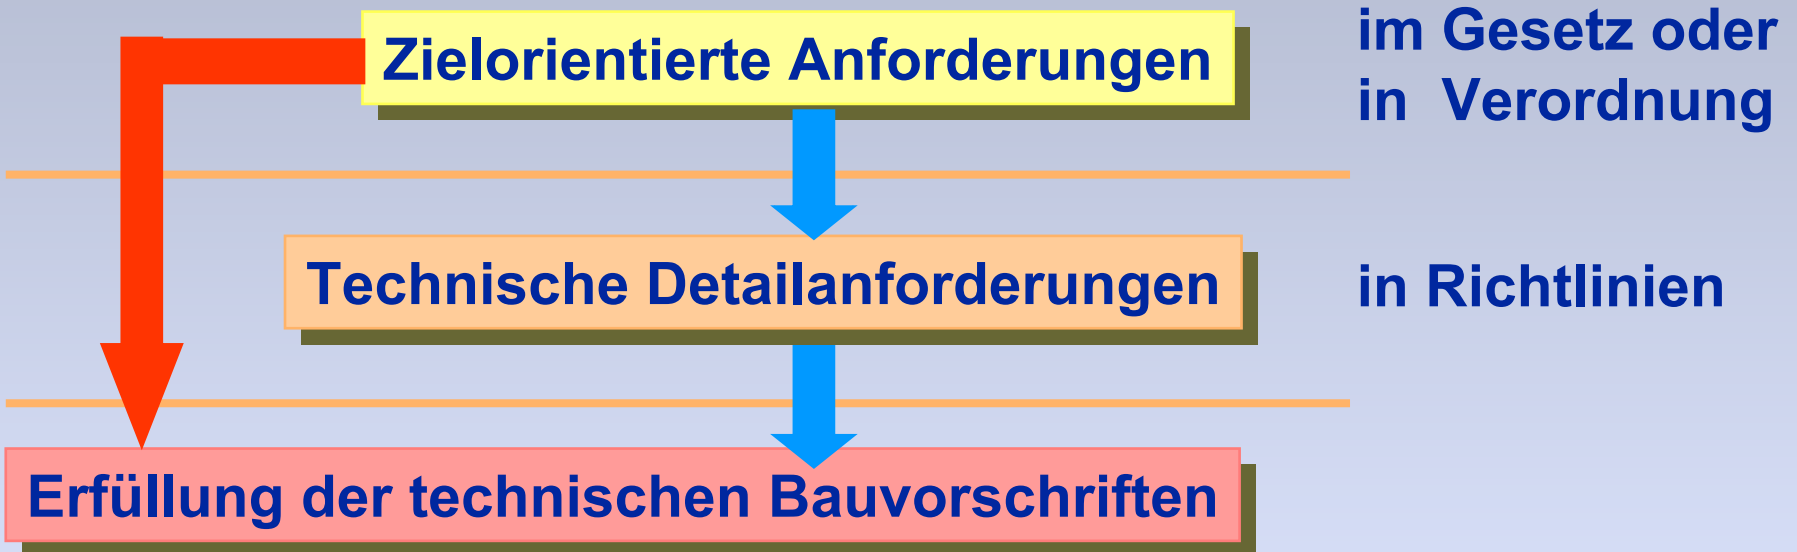 Zielorientierte Anforderungen
im Gesetz oder
in Verordnung
Technische Detailanforderungen
in Richtlinien
Erfüllung der technischen Bauvorschriften